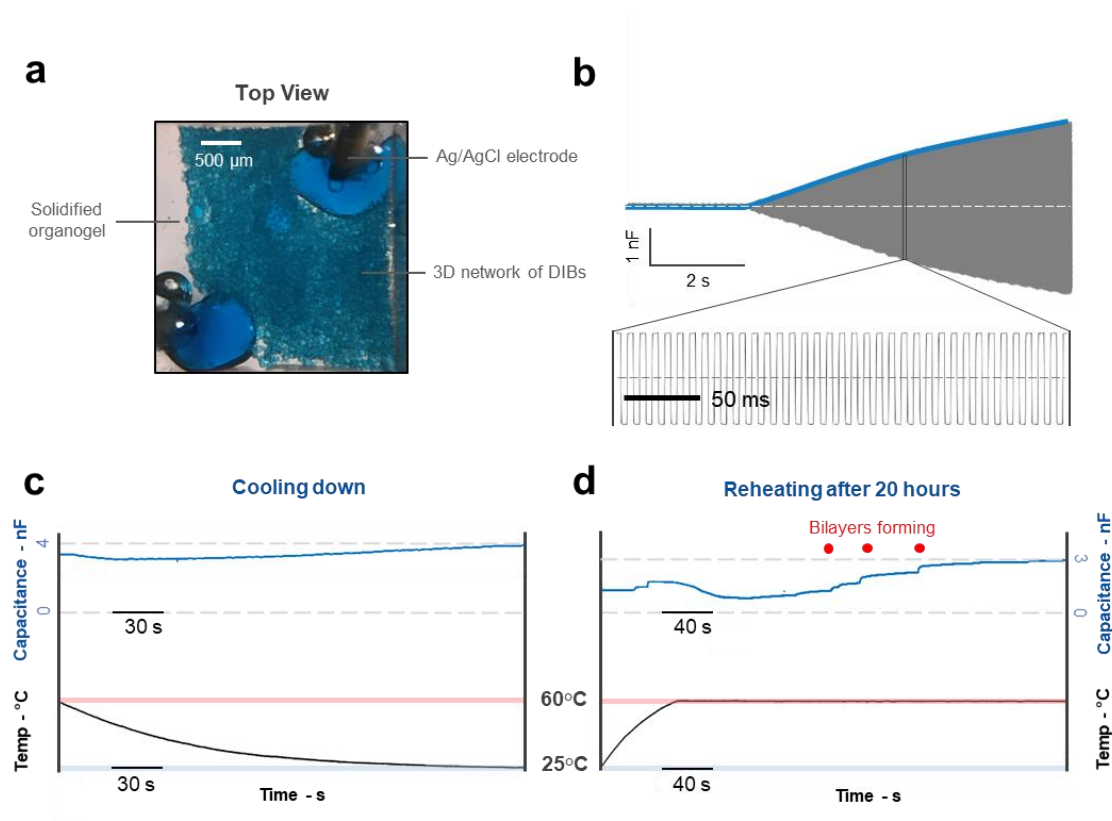 a
Top View
500 µm
Ag/AgCl electrode
Solidified
organogel
3D network of DIBs
b
1 nF
2 s
50 ms
c
Cooling down
Capacitance - nF
4
0
30 s
Temp - °C
30 s
Time - s
60°C
25°C
d
Reheating after 20 hours
Bilayers forming
3
0
Capacitance - nF
40 s
Temp - °C
40 s
Time - s